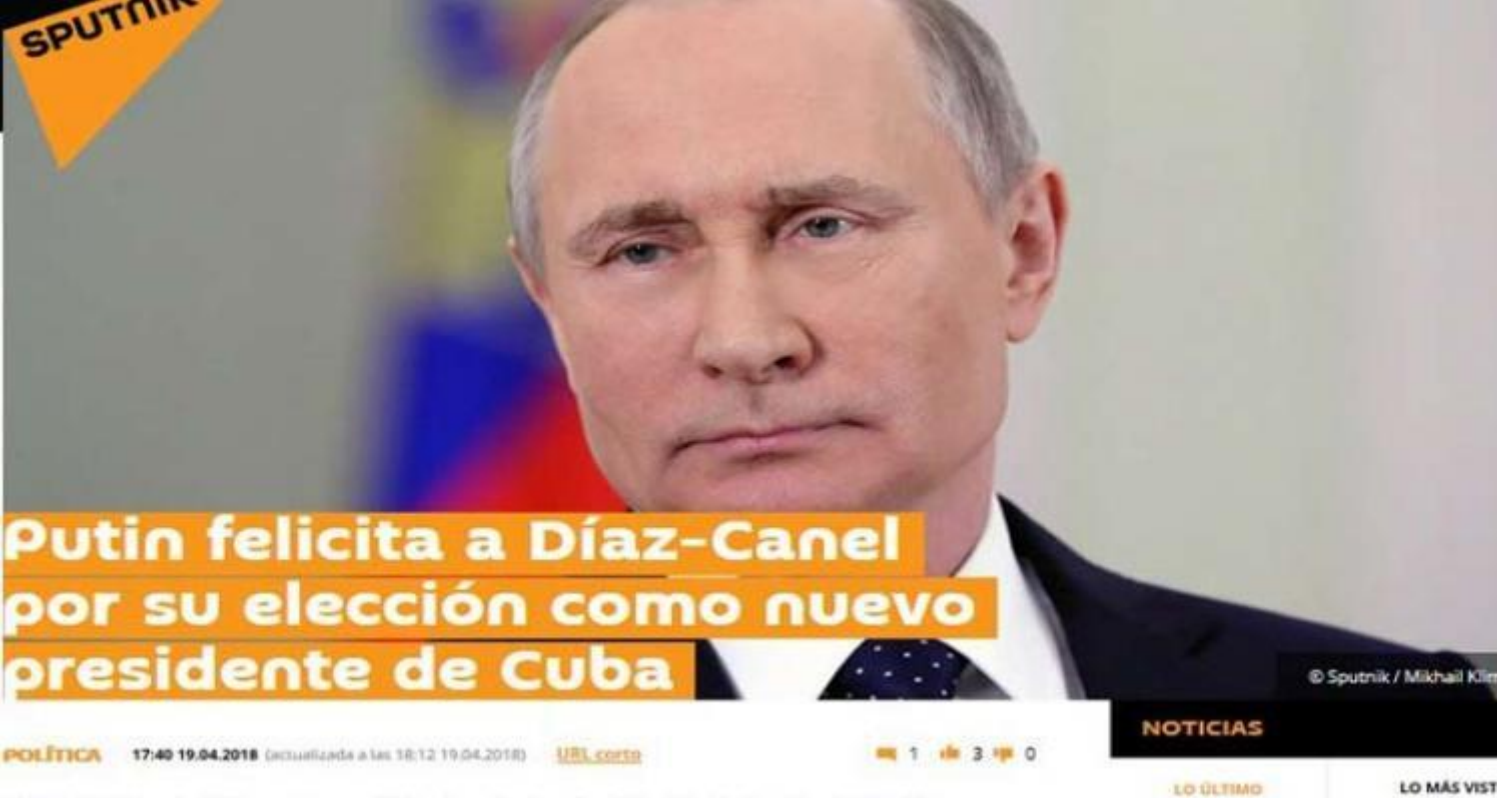 SPUTNIK
Putin felicita a Díaz-Canel
por su elección como nuevo
presidente de Cuba
© Sputnik / Mikhail
POLÍTICA 17:40 19.04.2018 (actualizada a las 18:12 19.04.2018) URL corto 1 3 0
NOTICIAS
LO ÚLTIMO LO MÁS VIST